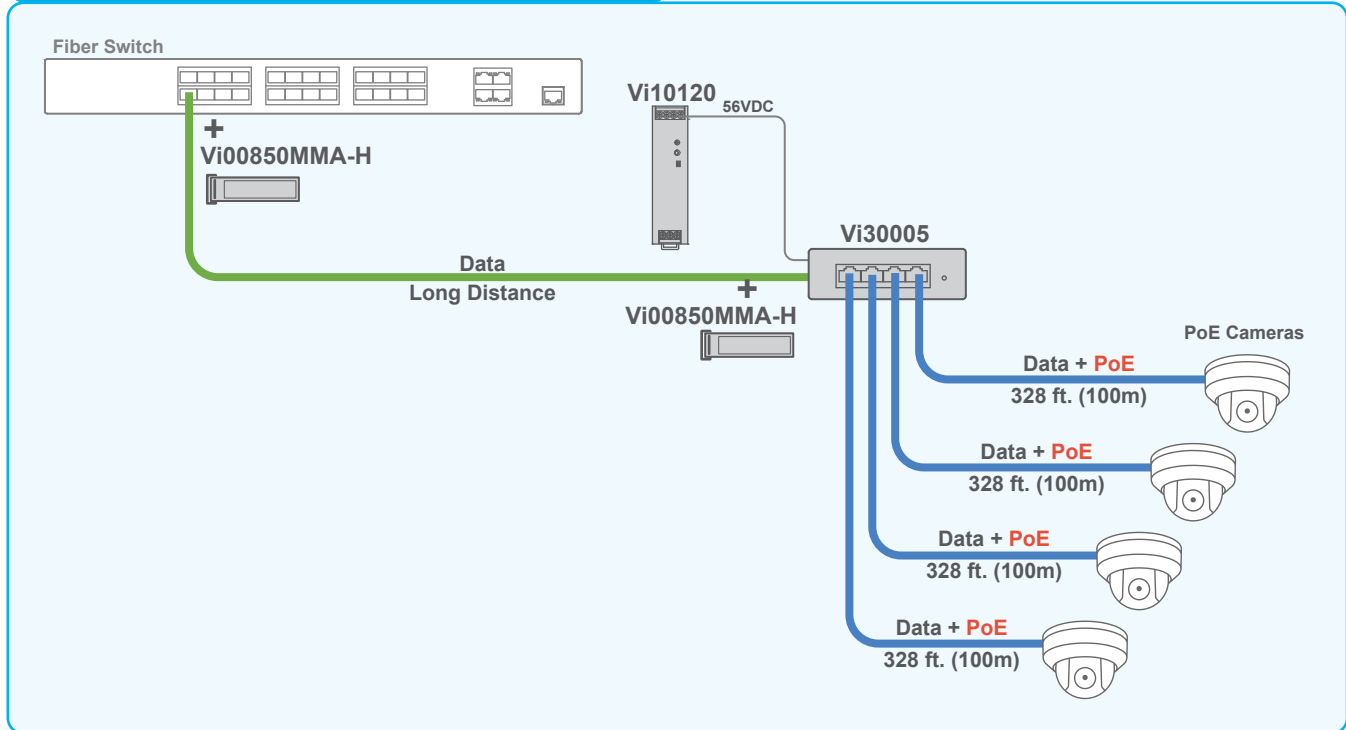 Fiber Switch
Vi00850MMA-H
Vi10120
56VDC
Vi30005
Data
Long Distance
Vi00850MMA-H
PoE Cameras
Data + PoE
328 ft. (100m)
Data + PoE
328 ft. (100m)
Data + PoE
328 ft. (100m)
Data + PoE
328 ft. (100m)